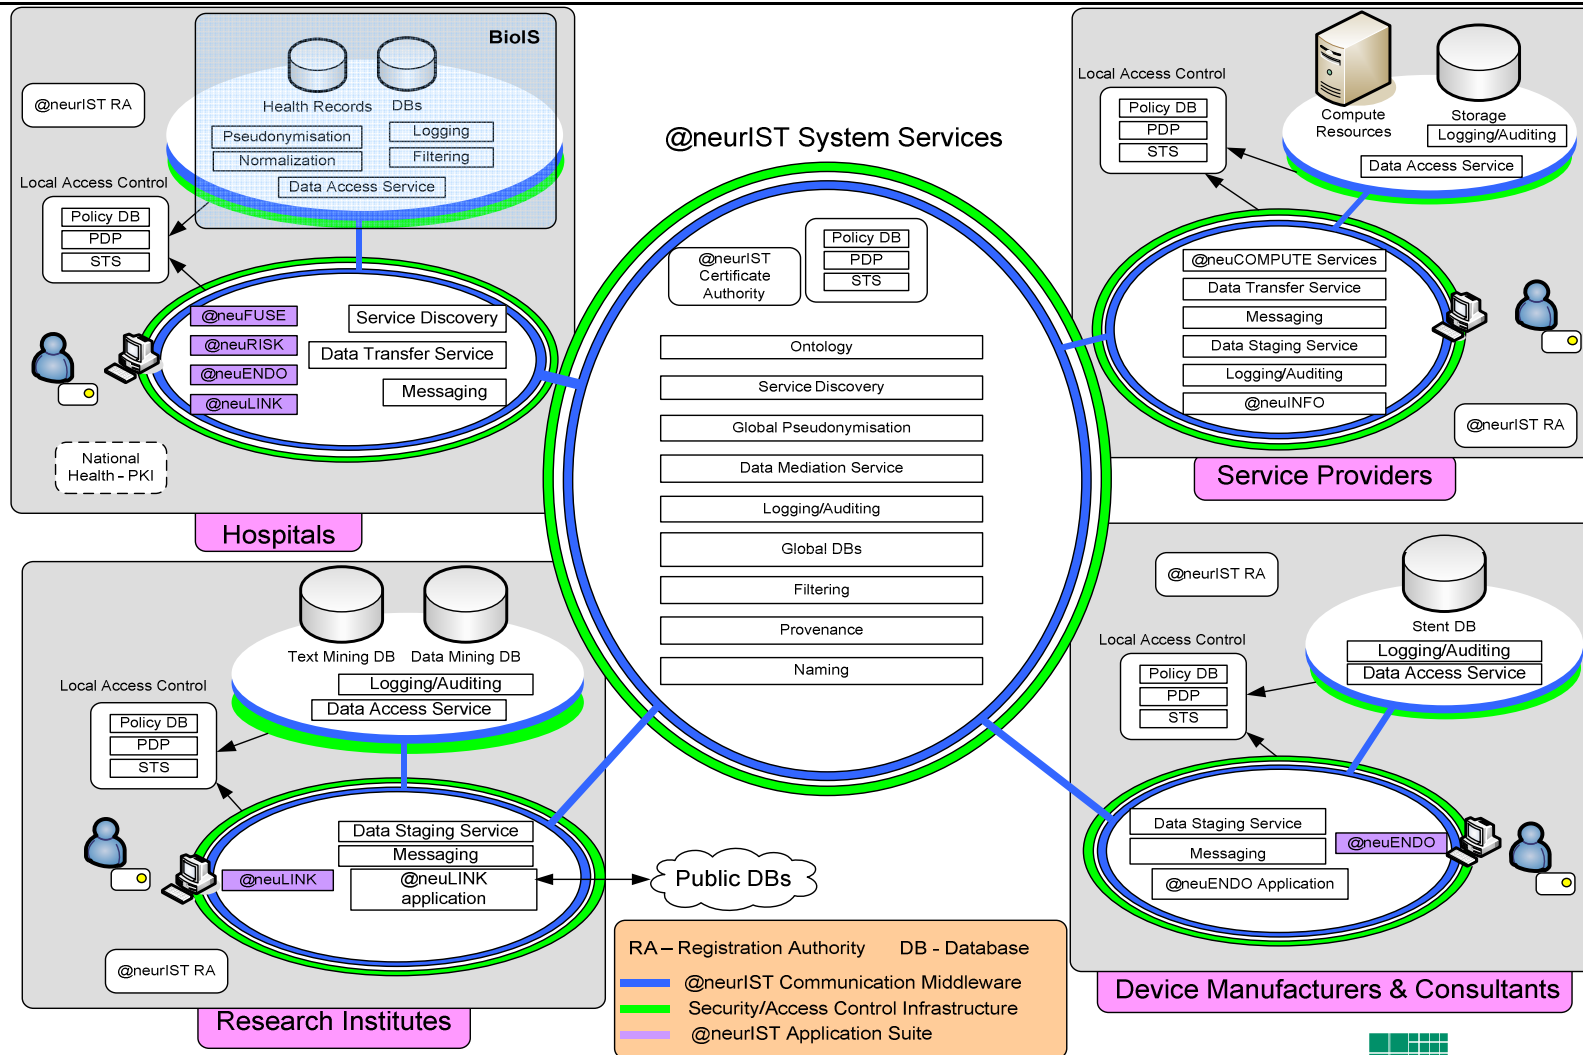 BioIS
@neurIST RA
Health Records
DBs
Pseudonymisation
Logging
Normalization
Filtering
Data Access Service
Local Access Control
Policy DB
PDP
STS
@neuFUSE
@neuRISK
@neuENDO
@neuLINK
Service Discovery
Data Transfer Service
Messaging
National
Health - PKI
Hospitals
@neurIST System Services
@neurIST
Certificate
Authority
Policy DB
PDP
STS
Ontology
Service Discovery
Global Pseudonymisation
Data Mediation Service
Logging/Auditing
Global DBs
Filtering
Provenance
Naming
Local Access Control
Policy DB
PDP
STS
Compute
Resources
Storage
Logging/Auditing
Data Access Service
@neuCOMPUTE Services
Data Transfer Service
Messaging
Data Staging Service
Logging/Auditing
@neuINFO
@neurIST RA
Service Providers
Text Mining DB
Data Mining DB
Logging/Auditing
Data Access Service
Local Access Control
Policy DB
PDP
STS
Data Staging Service
Messaging
@neuLINK
application
@neuLINK
@neurIST RA
Research Institutes
Public DBs
@neurIST RA
Stent DB
Logging/Auditing
Data Access Service
Local Access Control
Policy DB
PDP
STS
Data Staging Service
Messaging
@neuENDO Application
@neuENDO
Device Manufacturers & Consultants
RA – Registration Authority DB - Database
@neurIST Communication Middleware
Security/Access Control Infrastructure
@neurIST Application Suite